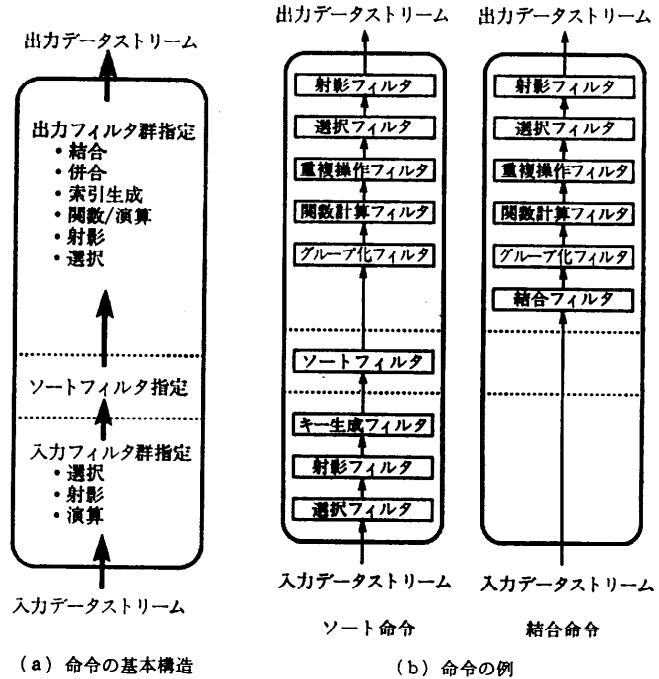 出力データストリーム
出力フィルタ群指定
・結合
・併合
・索引生成
・関数/演算
・射影
・選択
ソートフィルタ指定
入力フィルタ群指定
・選択
・射影
・演算
入力データストリーム
(a) 命令の基本構造
出力データストリーム
射影フィルタ
選択フィルタ
重複操作フィルタ
関数計算フィルタ
グループ化フィルタ
ソートフィルタ
キー生成フィルタ
射影フィルタ
選択フィルタ
入力データストリーム
ソート命令
出力データストリーム
射影フィルタ
選択フィルタ
重複操作フィルタ
関数計算フィルタ
グループ化フィルタ
結合フィルタ
入力データストリーム
結合命令
(b) 命令の例